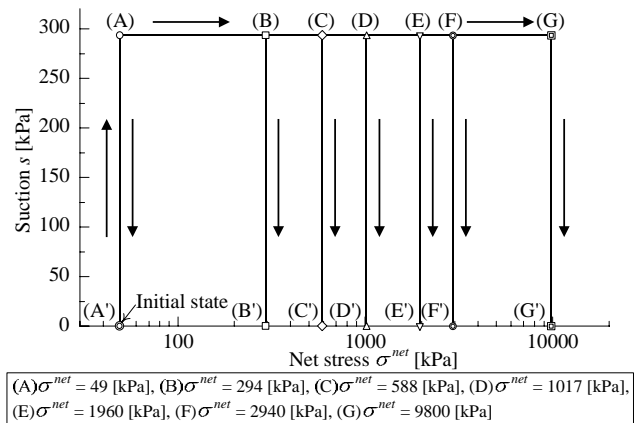 (A) (B) (C) (D) (E) (F) (G)
300
250
200
150
100
50
0
Suction s [kPa]
Initial state
(A') (B') (C') (D') (E') (F') (G')
100 1000 10000
Net stress σ^net [kPa]
(A)σ^net = 49 [kPa], (B)σ^net = 294 [kPa], (C)σ^net = 588 [kPa], (D)σ^net = 1017 [kPa],
(E)σ^net = 1960 [kPa], (F)σ^net = 2940 [kPa], (G)σ^net = 9800 [kPa]